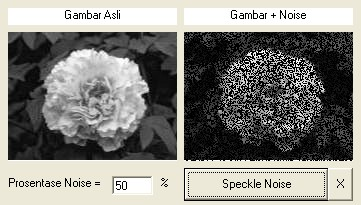 Gambar Asli
Gambar + Noise
Prosentase Noise = 50 %
Speckle Noise
X